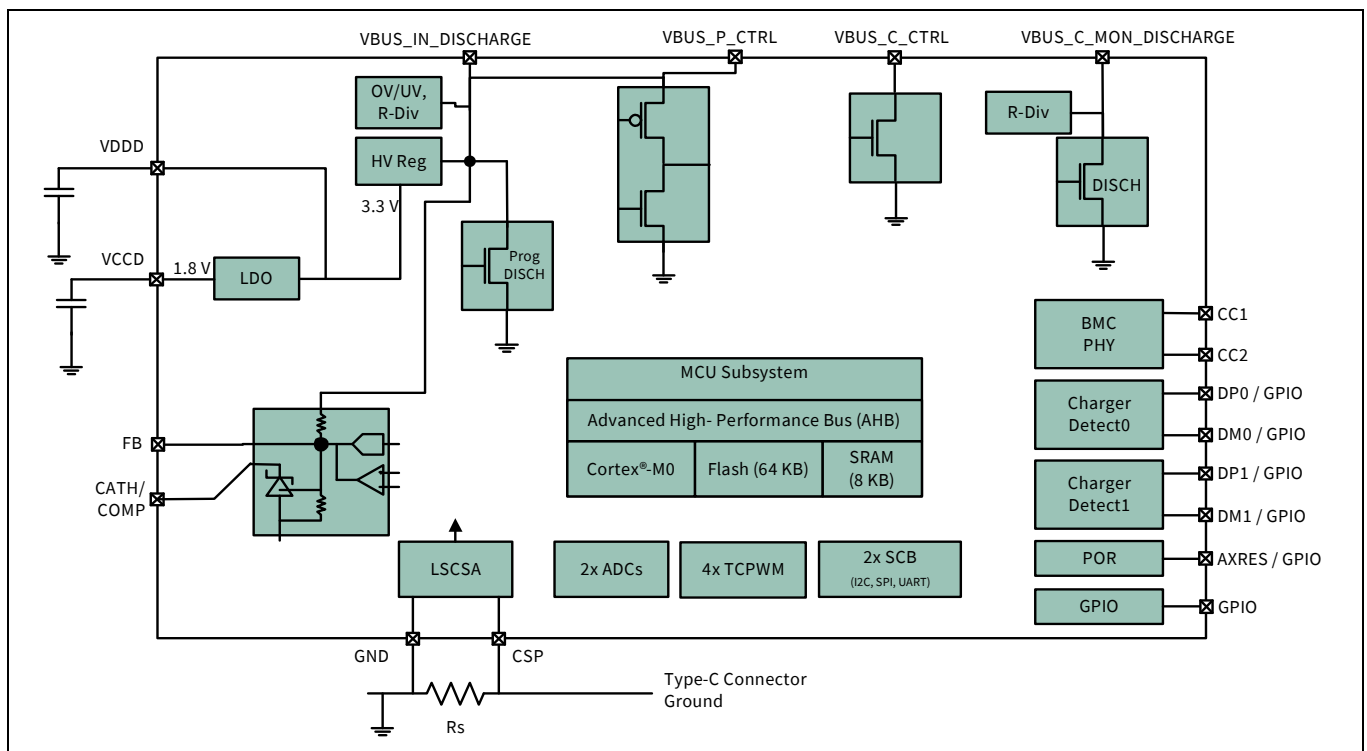 VBUS_IN_DISCHARGE
VBUS_P_CTRL
VBUS_C_CTRL
VBUS_C_MON_DISCHARGE
OV/UV,
R-Div
R-Div
VDDD
HV Reg
DISCH
3.3 V
Prog
DISCH
VCCD
1.8 V
LDO
BMC
PHY
CC1
CC2
MCU Subsystem
Advanced High- Performance Bus (AHB)
Cortex®-M0
Flash (64 KB)
SRAM
(8 KB)
Charger
Detect0
DP0 / GPIO
DM0 / GPIO
FB
CATH/
COMP
Charger
Detect1
DP1 / GPIO
DM1 / GPIO
LSCSA
2x ADCs
4x TCPWM
2x SCB
(I2C, SPI, UART)
POR
AXRES / GPIO
GPIO
GPIO
GND
CSP
Type-C Connector
Ground
Rs